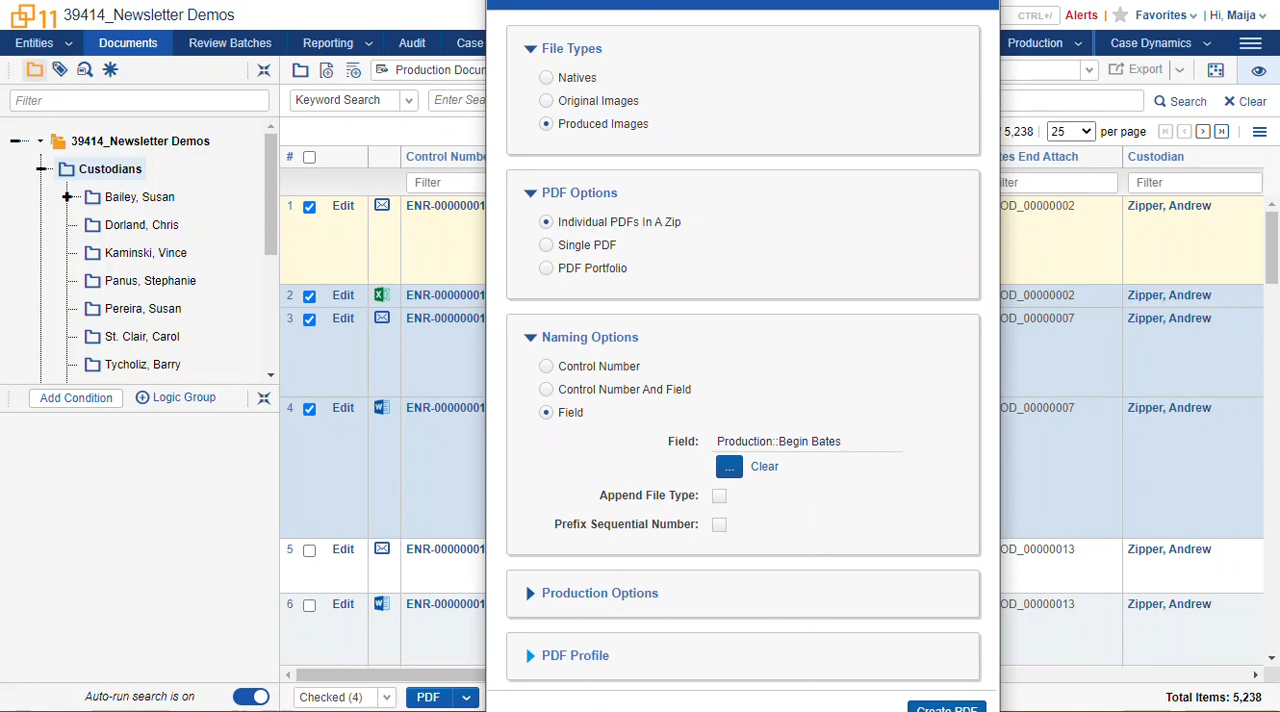 11 39414_Newsletter Demos
CTRL+/ Alerts | Favorites | Hi, Maija
Entities Documents Review Batches Reporting Audit Case Production Case Dynamics
Production Docum Export
Filter Keyword Search Enter Sea Search Clear
39414_Newsletter Demos
Custodians
Bailey, Susan
Dorland, Chris
Kaminski, Vince
Panus, Stephanie
Pereira, Susan
St. Clair, Carol
Tycholiz, Barry
Add Condition Logic Group
Auto-run search is on
5,238 25 per page
# Control Numbe es End Attach Custodian
Filter ilter Filter
1 Edit ENR-00000001 OD_00000002 Zipper, Andrew
2 Edit ENR-00000001 OD_00000002 Zipper, Andrew
3 Edit ENR-00000001 OD_00000007 Zipper, Andrew
4 Edit ENR-00000001 OD_00000007 Zipper, Andrew
5 Edit ENR-00000001 OD_00000013 Zipper, Andrew
6 Edit ENR-00000001 OD_00000013 Zipper, Andrew
Checked (4) PDF Total Items: 5,238
File Types
Natives
Original Images
Produced Images
PDF Options
Individual PDFs In A Zip
Single PDF
PDF Portfolio
Naming Options
Control Number
Control Number And Field
Field
Field: Production::Begin Bates
... Clear
Append File Type:
Prefix Sequential Number:
Production Options
PDF Profile
Create PDF